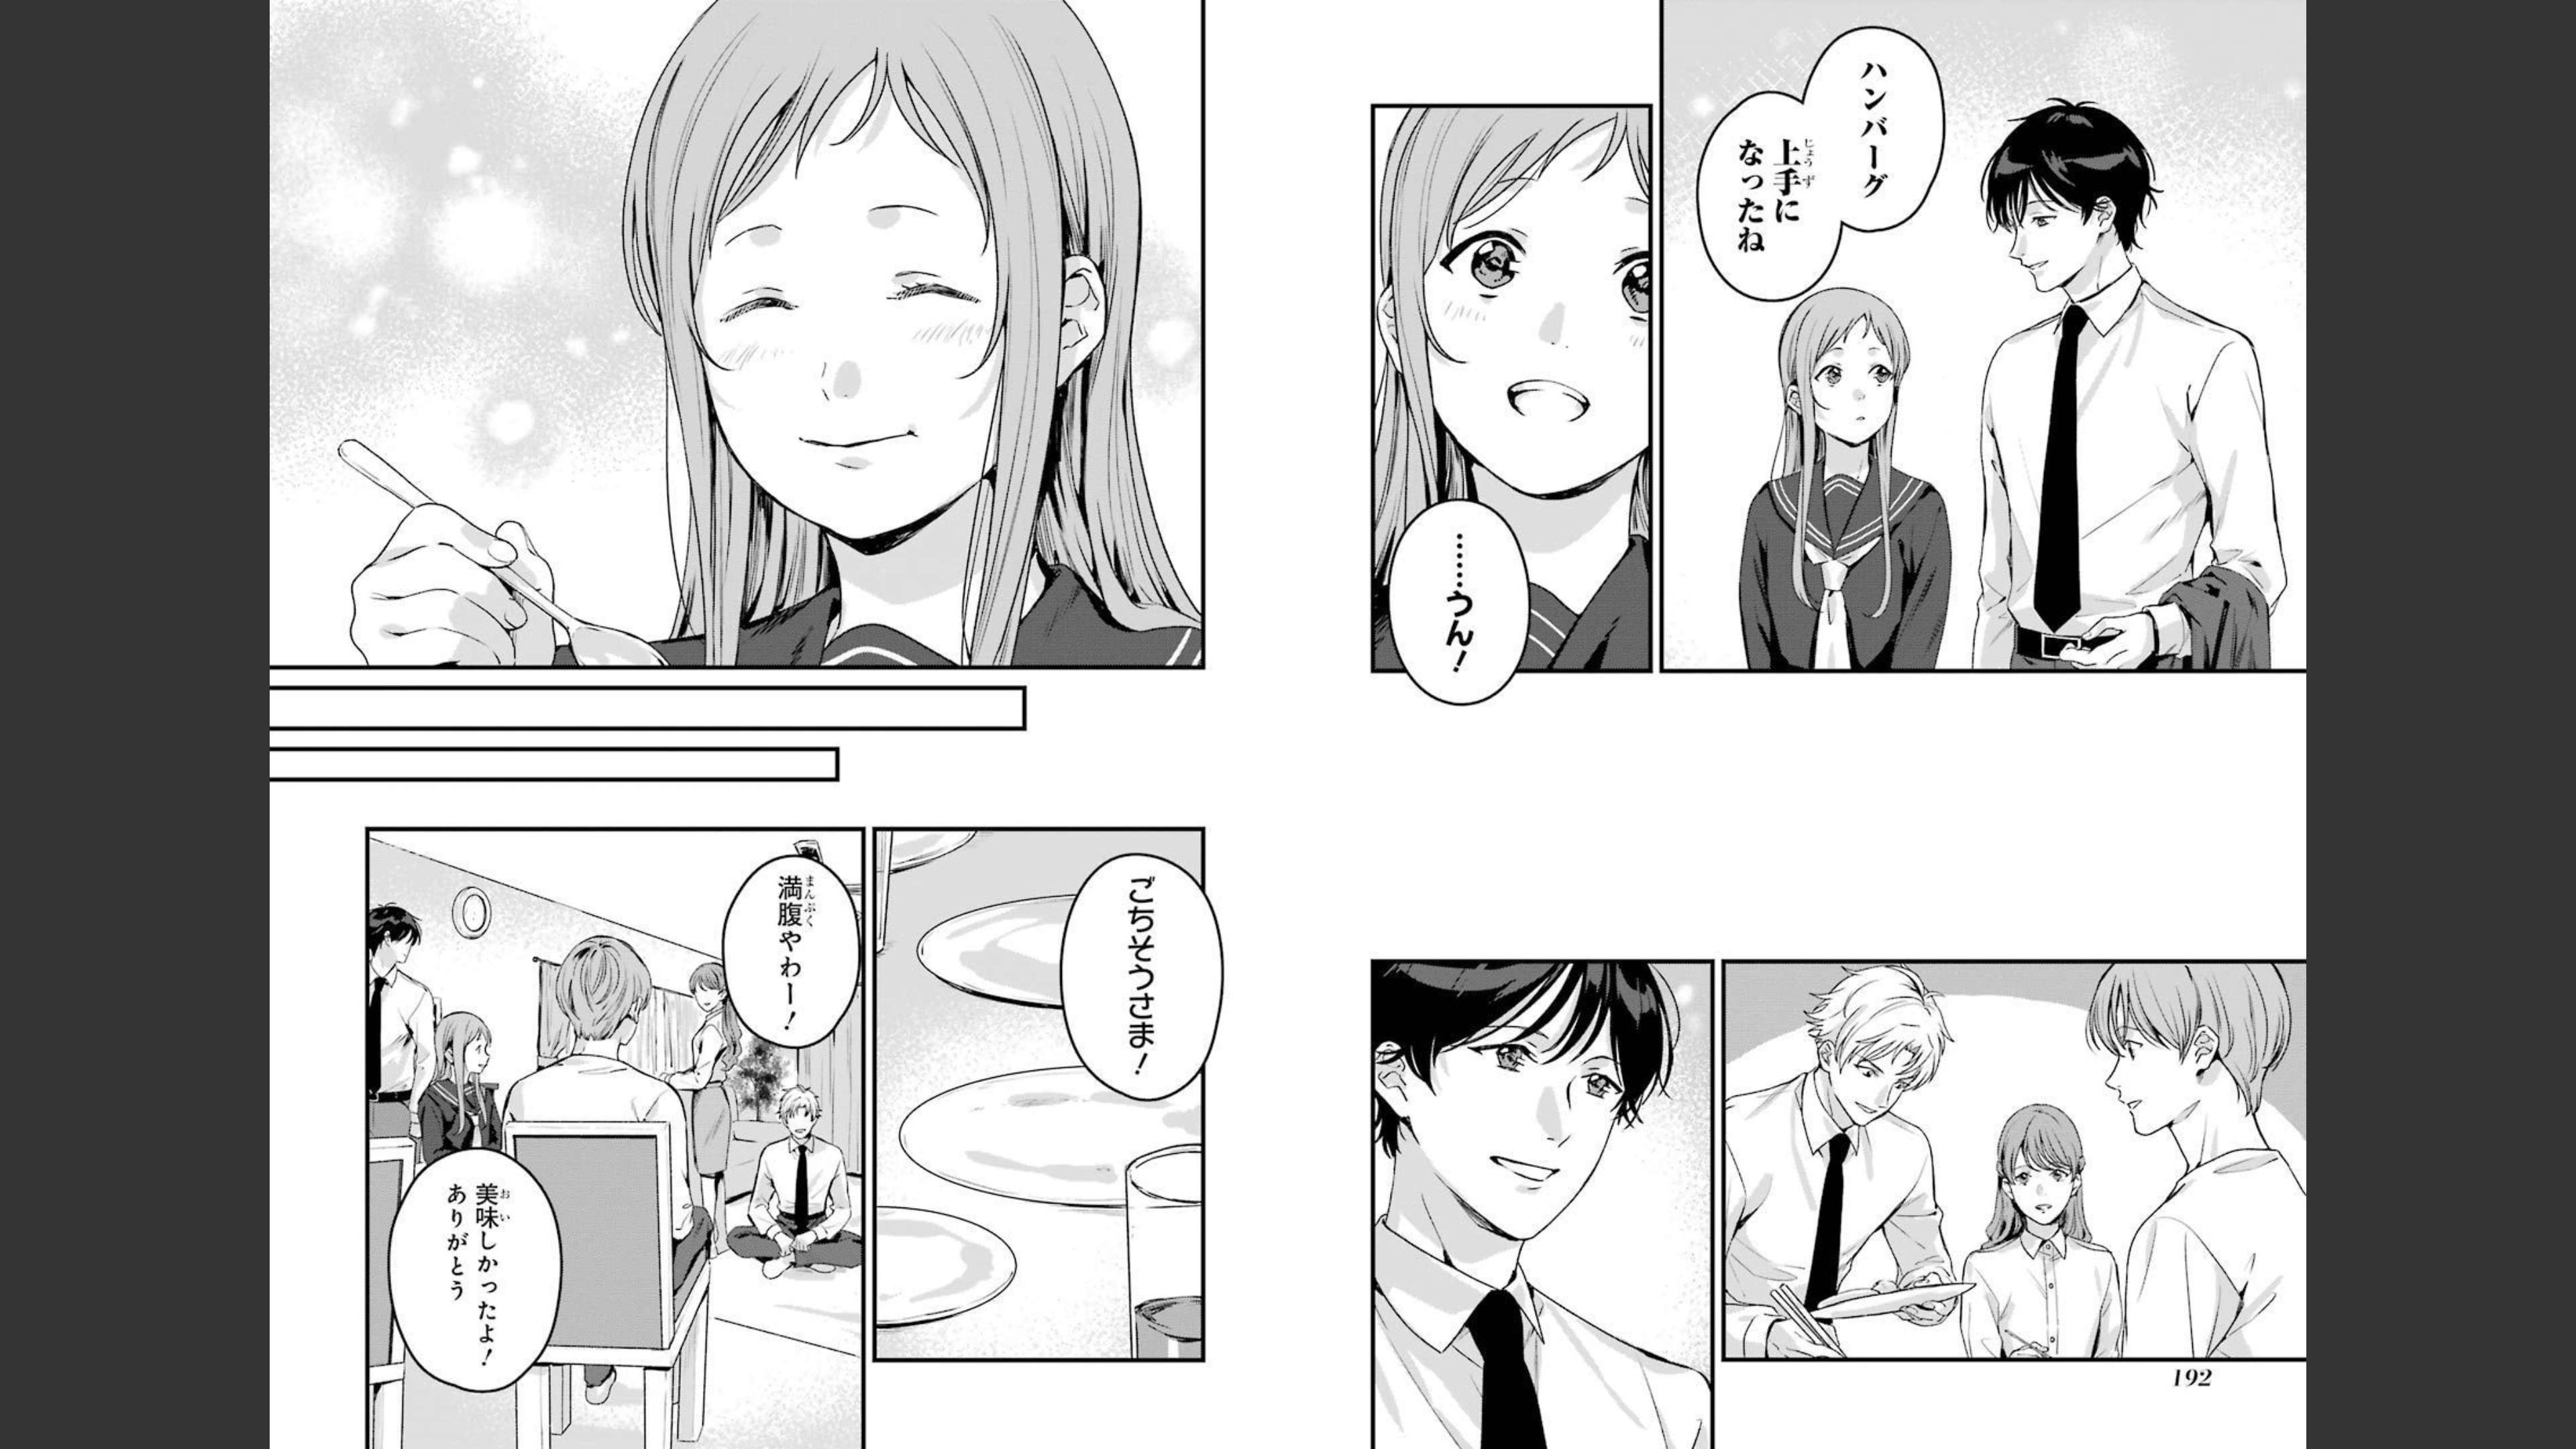 ハンバーグ
上手に
なったね
……うん！
192
ごちそうさま！
満腹やわー！
美味しかったよ！
ありがとう